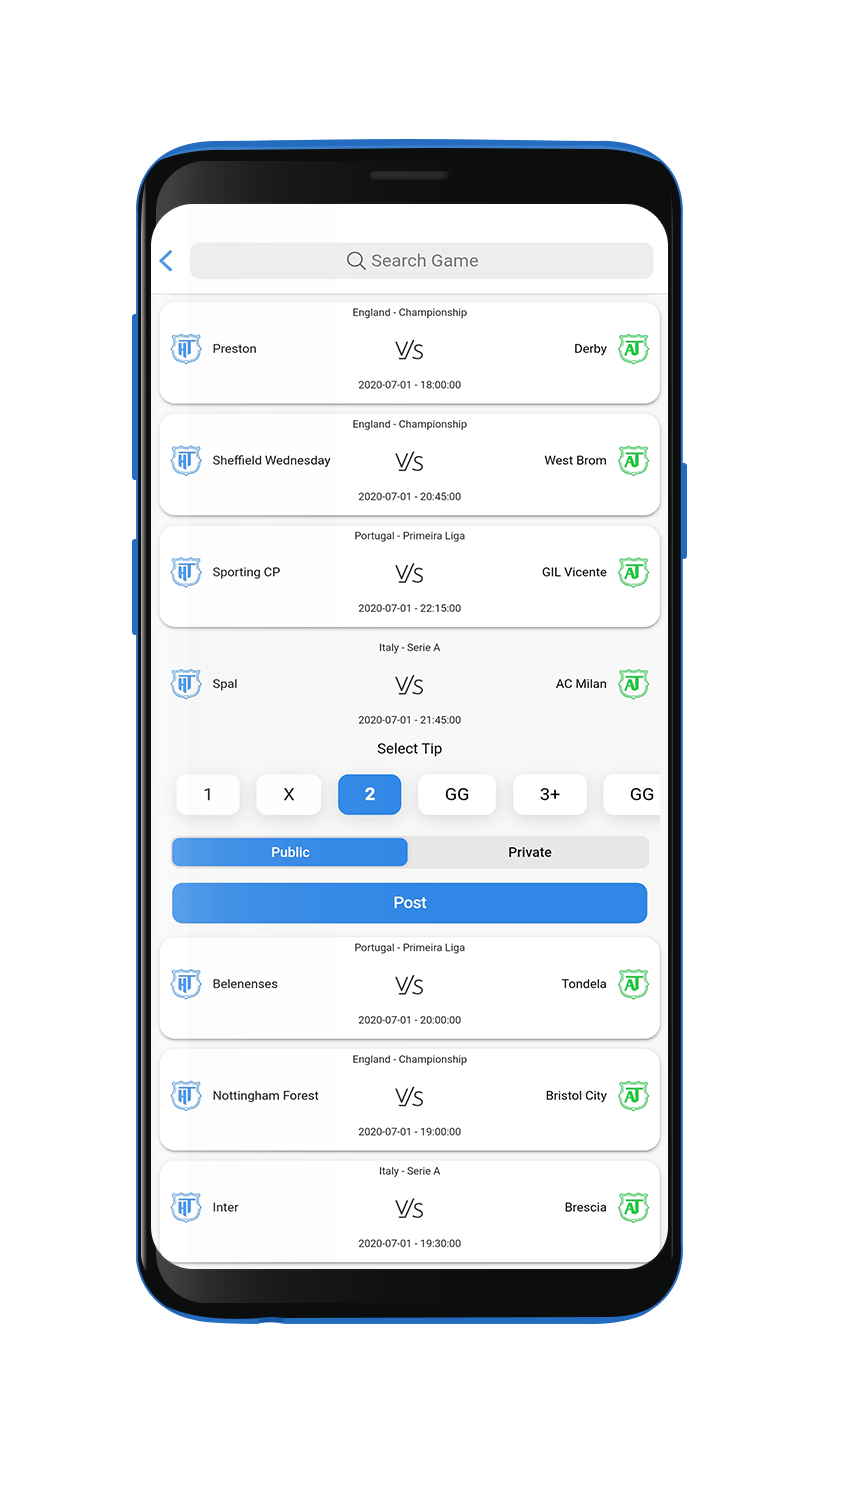 Search Game
England - Championship
HT Preston V/S Derby AT
2020-07-01 - 18:00:00
England - Championship
HT Sheffield Wednesday V/S West Brom AT
2020-07-01 - 20:45:00
Portugal - Primeira Liga
HT Sporting CP V/S GIL Vicente AT
2020-07-01 - 22:15:00
Italy - Serie A
HT Spal V/S AC Milan AT
2020-07-01 - 21:45:00
Select Tip
1 X 2 GG 3+ GG
Public Private
Post
Portugal - Primeira Liga
HT Belenenses V/S Tondela AT
2020-07-01 - 20:00:00
England - Championship
HT Nottingham Forest V/S Bristol City AT
2020-07-01 - 19:00:00
Italy - Serie A
HT Inter V/S Brescia AT
2020-07-01 - 19:30:00